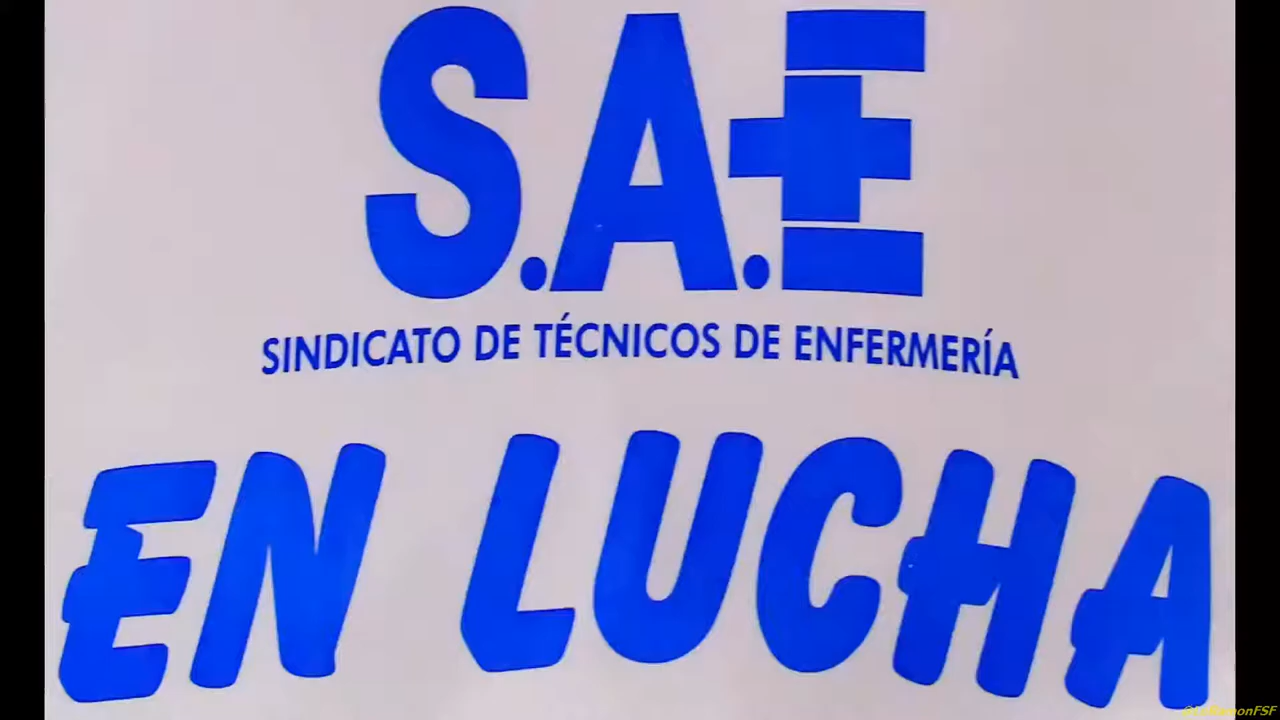 S.A.E
SINDICATO DE TÉCNICOS DE ENFERMERÍA
EN LUCHA